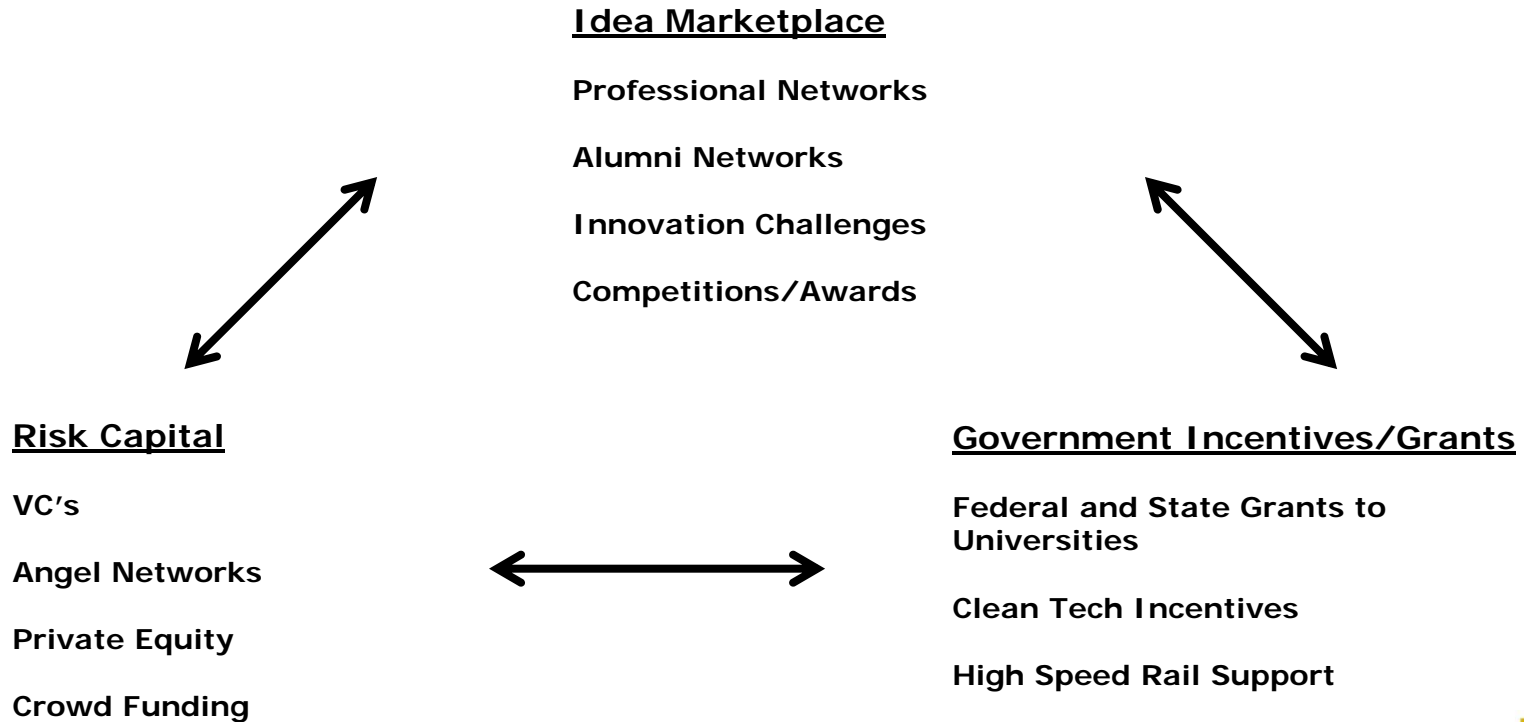 Idea Marketplace
Professional Networks
Alumni Networks
Innovation Challenges
Competitions/Awards
Risk Capital
VC's
Angel Networks
Private Equity
Crowd Funding
Government Incentives/Grants
Federal and State Grants to
Universities
Clean Tech Incentives
High Speed Rail Support